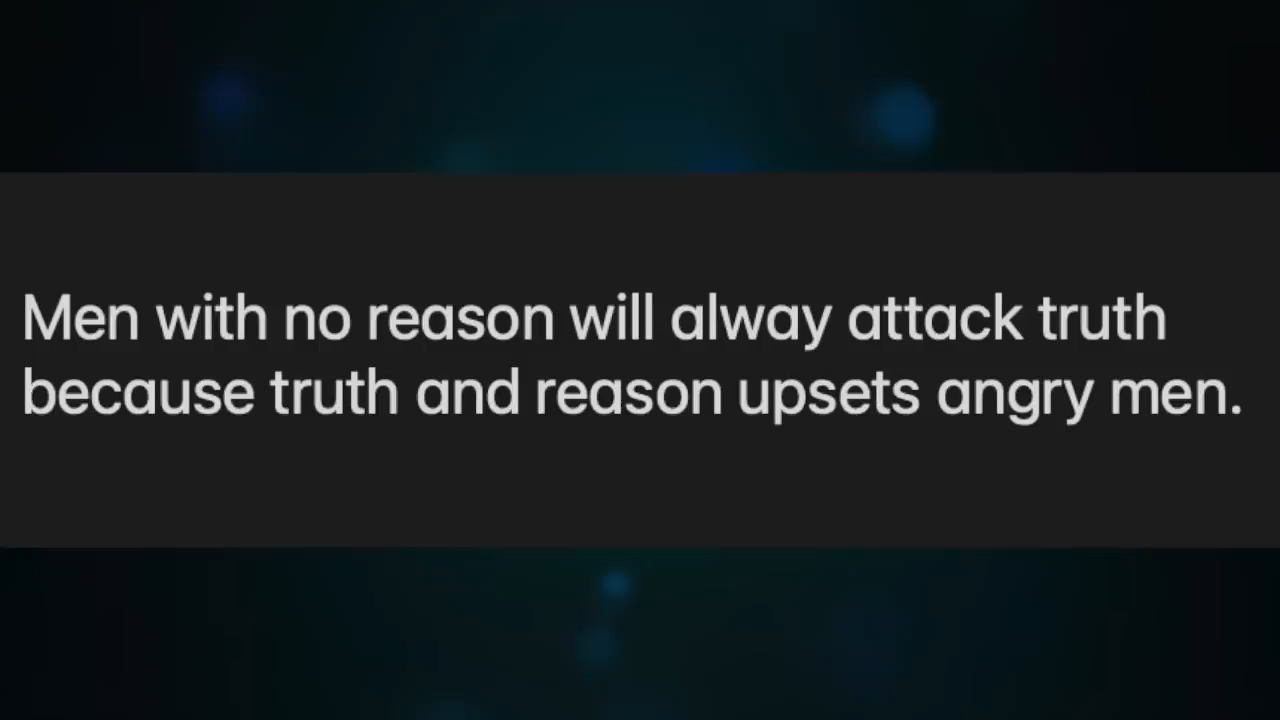 Men with no reason will alway attack truth
because truth and reason upsets angry men.